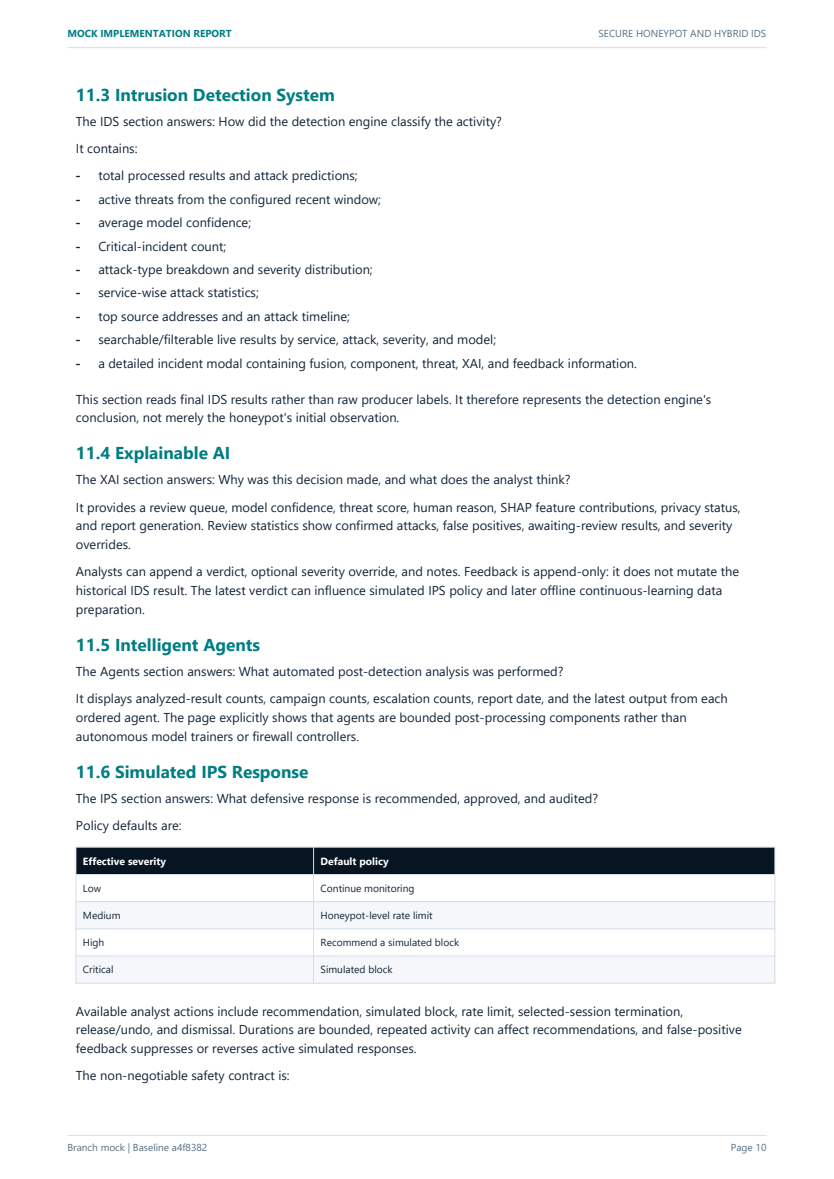 MOCK IMPLEMENTATION REPORT
SECURE HONEYPOT AND HYBRID IDS
11.3 Intrusion Detection System
The IDS section answers: How did the detection engine classify the activity?
It contains:
- total processed results and attack predictions;
- active threats from the configured recent window;
- average model confidence;
- Critical-incident count;
- attack-type breakdown and severity distribution;
- service-wise attack statistics;
- top source addresses and an attack timeline;
- searchable/filterable live results by service, attack, severity, and model;
- a detailed incident modal containing fusion, component, threat, XAI, and feedback information.
This section reads final IDS results rather than raw producer labels. It therefore represents the detection engine's
conclusion, not merely the honeypot's initial observation.
11.4 Explainable AI
The XAI section answers: Why was this decision made, and what does the analyst think?
It provides a review queue, model confidence, threat score, human reason, SHAP feature contributions, privacy status,
and report generation. Review statistics show confirmed attacks, false positives, awaiting-review results, and severity
overrides.
Analysts can append a verdict, optional severity override, and notes. Feedback is append-only: it does not mutate the
historical IDS result. The latest verdict can influence simulated IPS policy and later offline continuous-learning data
preparation.
11.5 Intelligent Agents
The Agents section answers: What automated post-detection analysis was performed?
It displays analyzed-result counts, campaign counts, escalation counts, report date, and the latest output from each
ordered agent. The page explicitly shows that agents are bounded post-processing components rather than
autonomous model trainers or firewall controllers.
11.6 Simulated IPS Response
The IPS section answers: What defensive response is recommended, approved, and audited?
Policy defaults are:
Effective severity Default policy
Low Continue monitoring
Medium Honeypot-level rate limit
High Recommend a simulated block
Critical Simulated block
Available analyst actions include recommendation, simulated block, rate limit, selected-session termination,
release/undo, and dismissal. Durations are bounded, repeated activity can affect recommendations, and false-positive
feedback suppresses or reverses active simulated responses.
The non-negotiable safety contract is:
Branch mock | Baseline a4f8382
Page 10